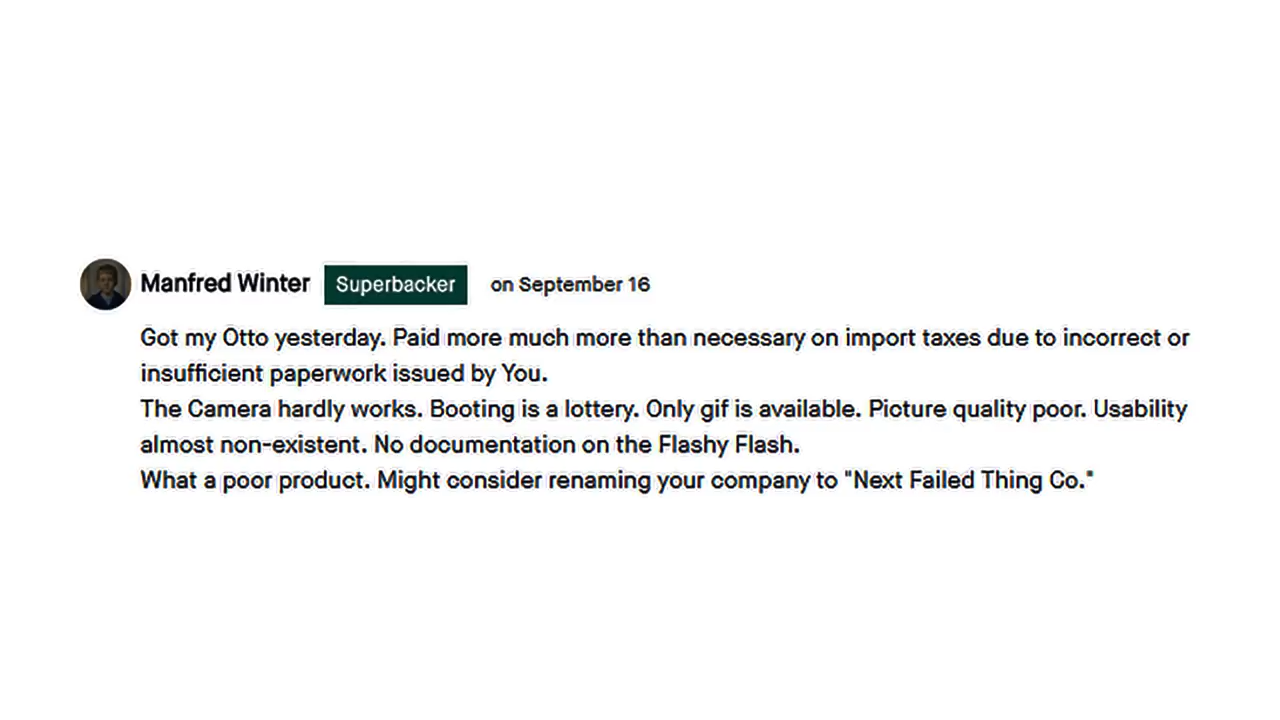 Manfred Winter Superbacker on September 16
Got my Otto yesterday. Paid more much more than necessary on import taxes due to incorrect or
insufficient paperwork issued by You.
The Camera hardly works. Booting is a lottery. Only gif is available. Picture quality poor. Usability
almost non-existent. No documentation on the Flashy Flash.
What a poor product. Might consider renaming your company to "Next Failed Thing Co."